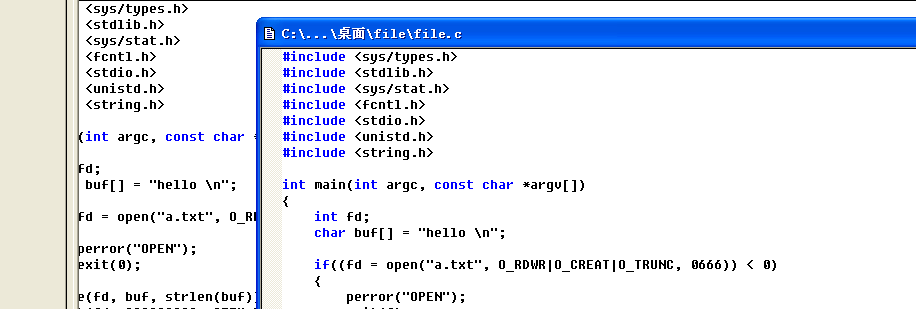 <sys/types.h>
<stdlib.h>
<sys/stat.h>
<fcntl.h>
<stdio.h>
<unistd.h>
<string.h>
(int argc, const char
fd;
buf[] = "hello \n";
fd = open("a.txt", O_RD
perror("OPEN");
exit(0);
e(fd, buf, strlen(buf)
C:\...\桌面\file\file.c
#include <sys/types.h>
#include <stdlib.h>
#include <sys/stat.h>
#include <fcntl.h>
#include <stdio.h>
#include <unistd.h>
#include <string.h>
int main(int argc, const char *argv[])
{
int fd;
char buf[] = "hello \n";
if((fd = open("a.txt", O_RDWR|O_CREAT|O_TRUNC, 0666)) < 0)
{
perror("OPEN");